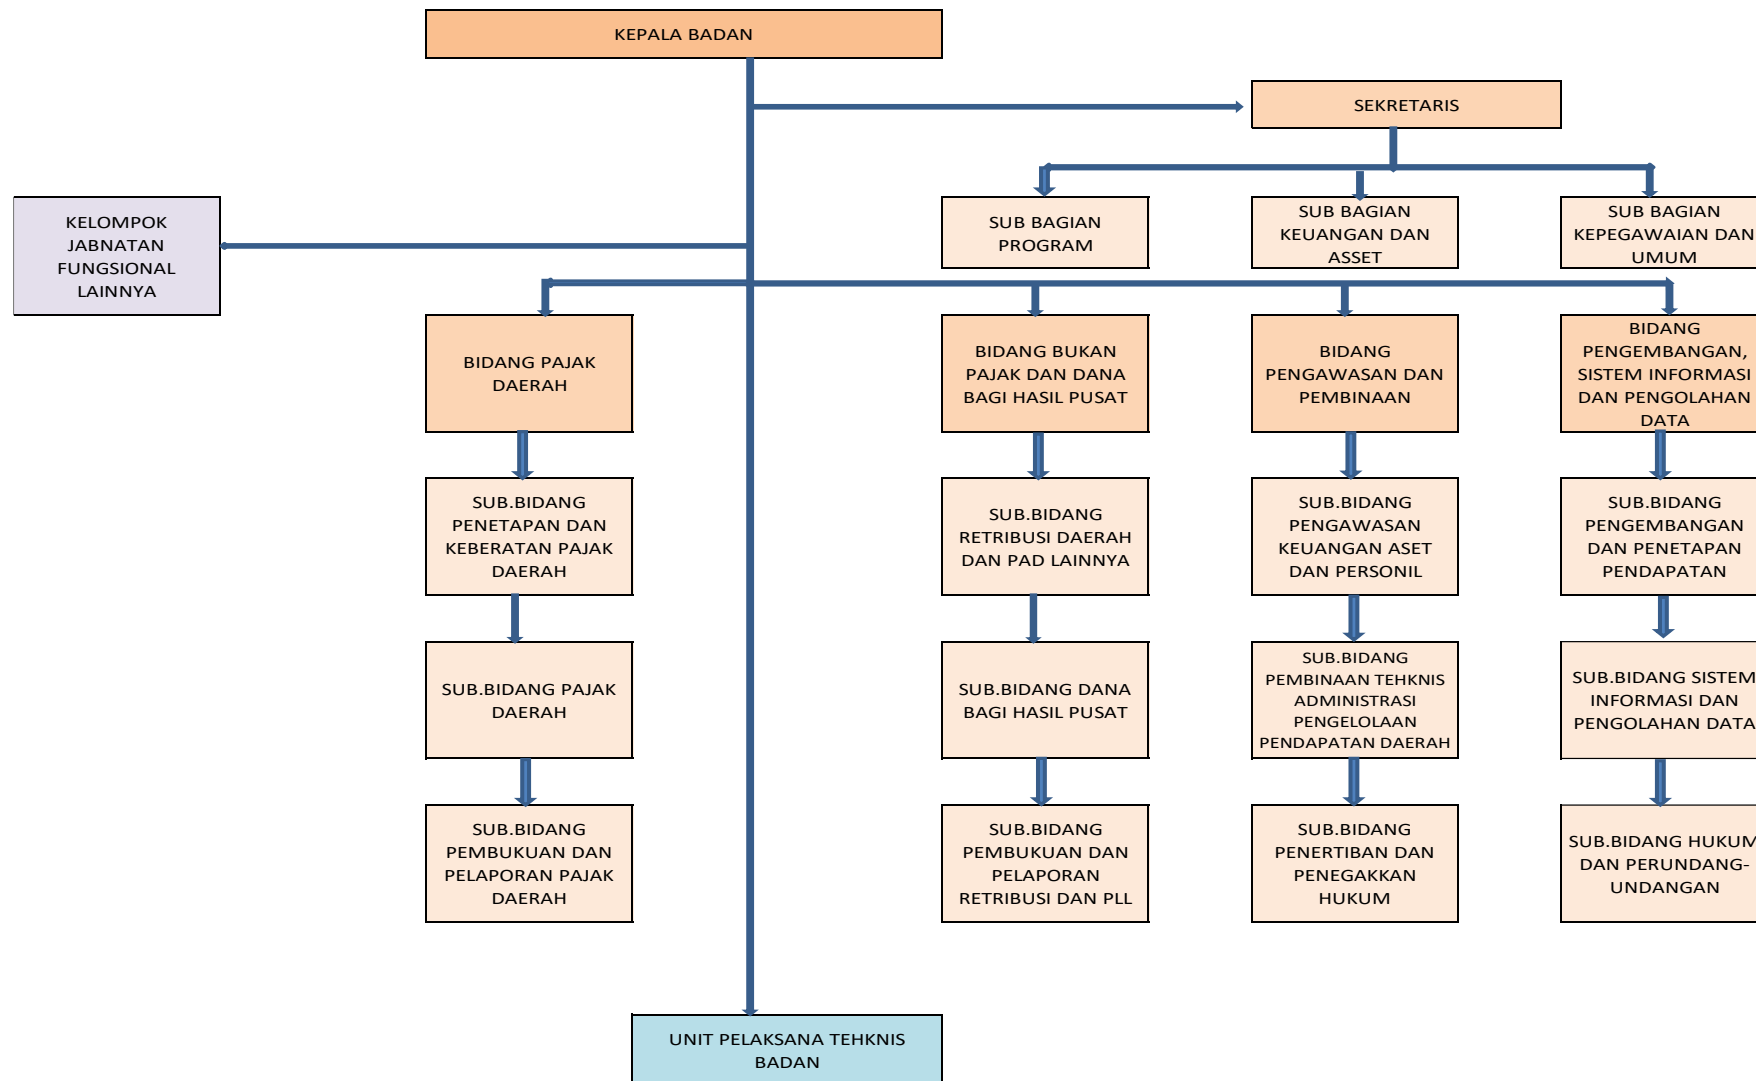 KEPALA BADAN
SEKRETARIS
KELOMPOK
JABNATAN
FUNGSIONAL
LAINNYA
SUB BAGIAN
PROGRAM
SUB BAGIAN
KEUANGAN DAN
ASSET
SUB BAGIAN
KEPEGAWAIAN DAN
UMUM
BIDANG PAJAK
DAERAH
BIDANG BUKAN
PAJAK DAN DANA
BAGI HASIL PUSAT
BIDANG
PENGAWASAN DAN
PEMBINAAN
BIDANG
PENGEMBANGAN,
SISTEM INFORMASI
DAN PENGOLAHAN
DATA
SUB.BIDANG
PENETAPAN DAN
KEBERATAN PAJAK
DAERAH
SUB.BIDANG
RETRIBUSI DAERAH
DAN PAD LAINNYA
SUB.BIDANG
PENGAWASAN
KEUANGAN ASET
DAN PERSONIL
SUB.BIDANG
PENGEMBANGAN
DAN PENETAPAN
PENDAPATAN
SUB.BIDANG PAJAK
DAERAH
SUB.BIDANG DANA
BAGI HASIL PUSAT
SUB.BIDANG
PEMBINAAN TEHKNIS
ADMINISTRASI
PENGELOLAAN
PENDAPATAN DAERAH
SUB.BIDANG SISTEM
INFORMASI DAN
PENGOLAHAN DATA
SUB.BIDANG
PEMBUKUAN DAN
PELAPORAN PAJAK
DAERAH
SUB.BIDANG
PEMBUKUAN DAN
PELAPORAN
RETRIBUSI DAN PLL
SUB.BIDANG
PENERTIBAN DAN
PENEGAKKAN
HUKUM
SUB.BIDANG HUKUM
DAN PERUNDANG-
UNDANGAN
UNIT PELAKSANA TEHKNIS
BADAN